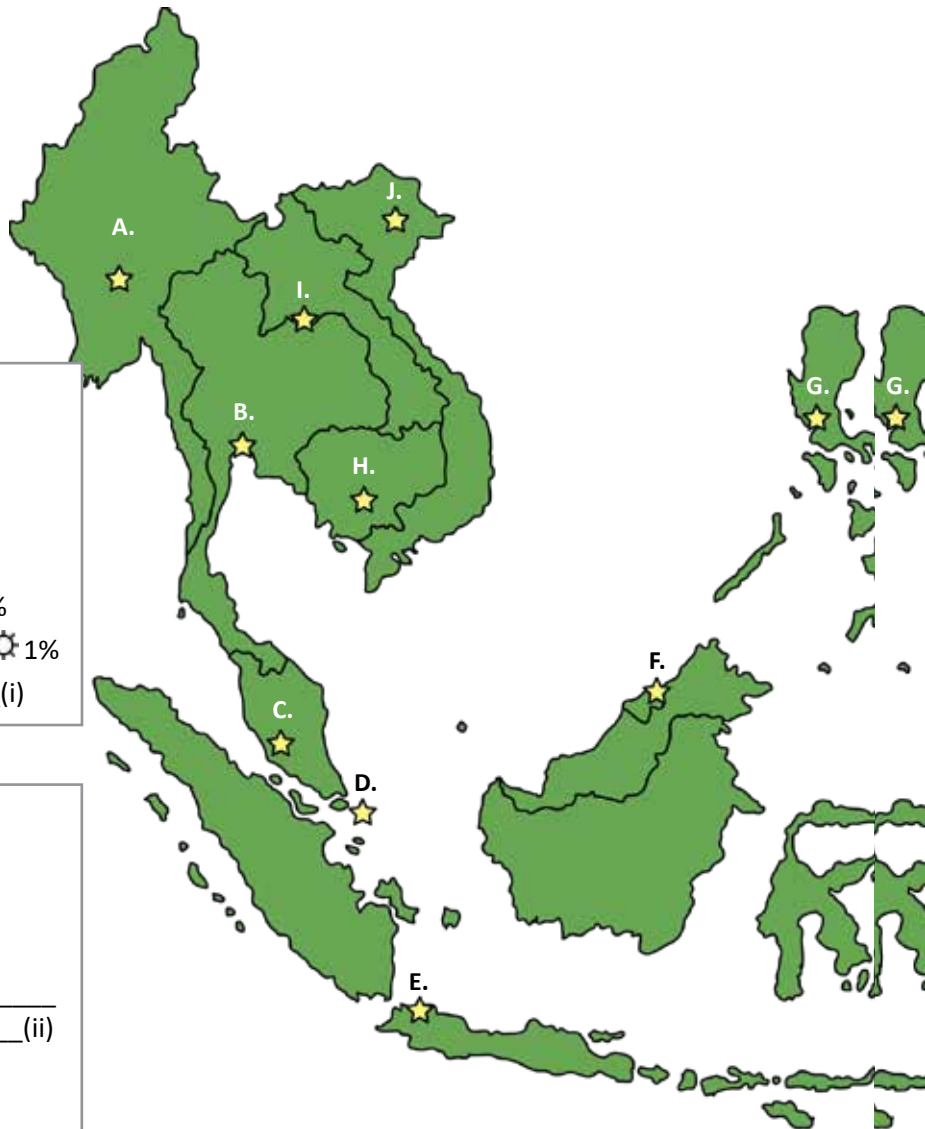 J.
A.
I.
G.
G.
B.
H.
%
1%
F.
(i)
C.
D.
E.
(ii)